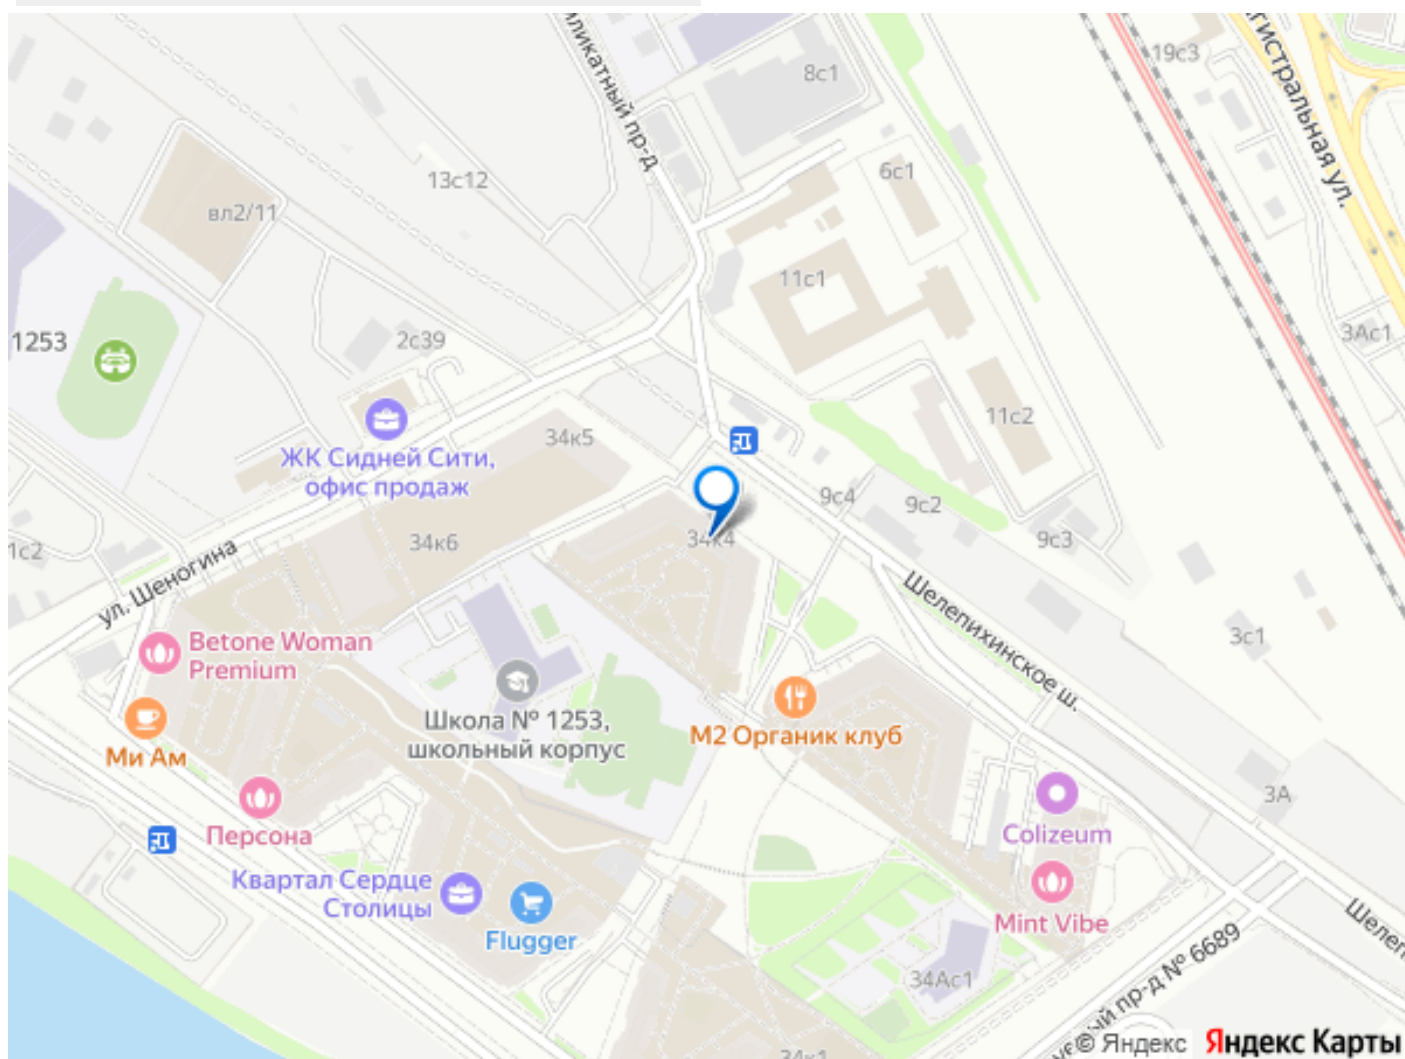 8с1
19с3
6с1
13с12
вл2/11
11с1
1253
2с39
3Ас1
11с2
34к5
ЖК Сидней Сити,
офис продаж
9с4
9с2
34к6
34к4
9с3
1с2
ул. Шеногина
Шелепихинское ш.
3с1
Betone Woman
Premium
Школа № 1253,
школьный корпус
М2 Органик клуб
Ми Ам
3А
Персона
Colizeum
Квартал Сердце
Столицы
Flugger
Mint Vibe
34Ас1
пр-д № 6689
34к1
© Яндекс Яндекс Карты